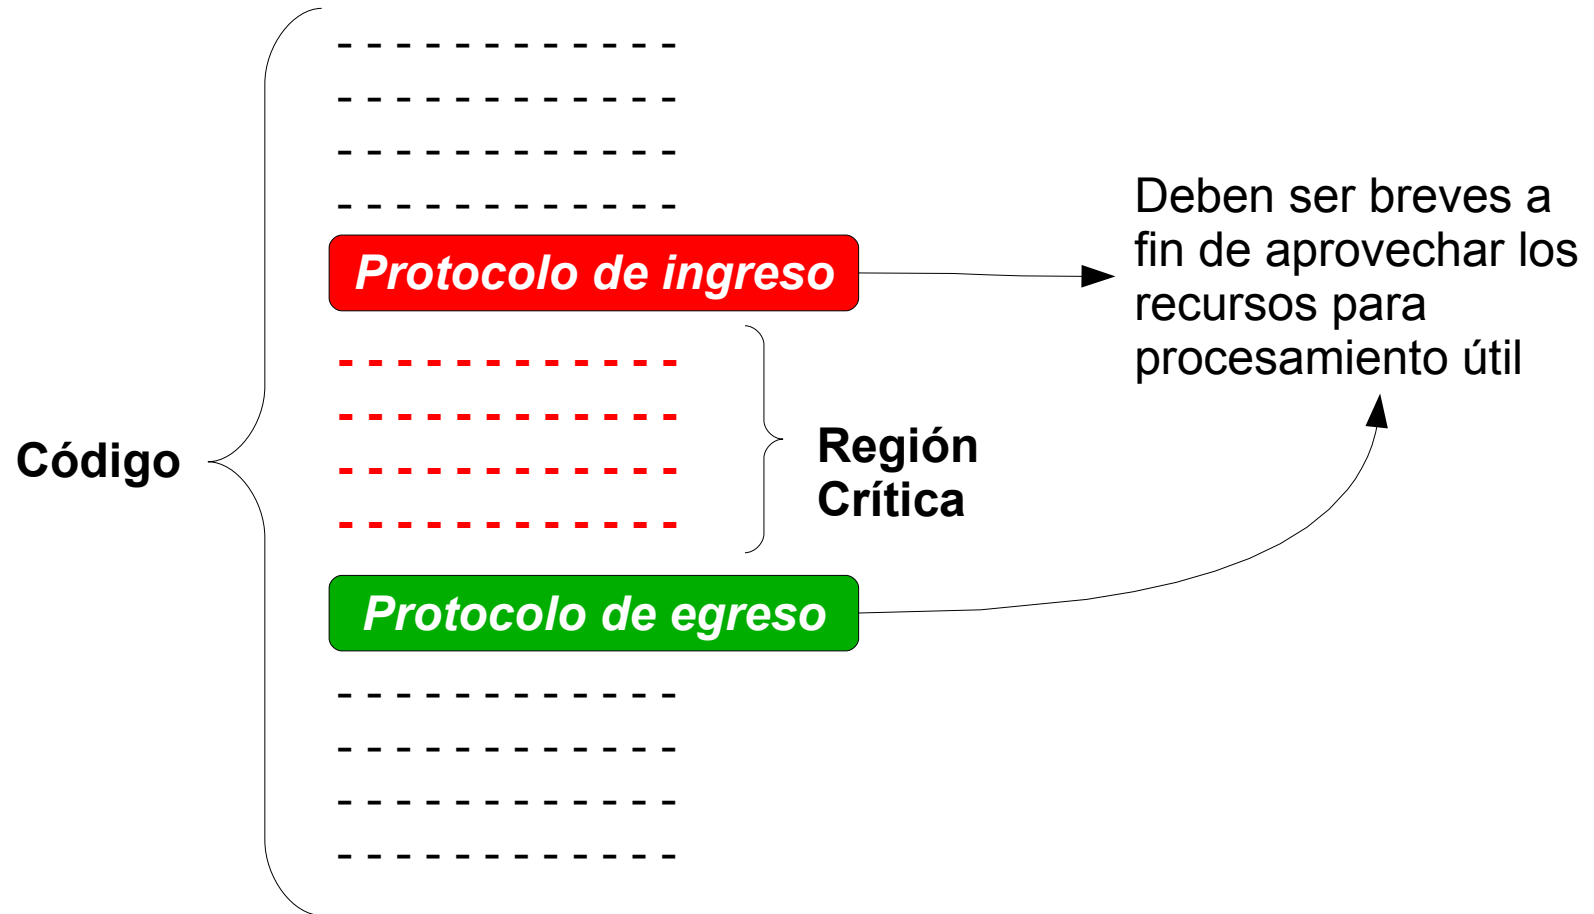 Protocolo de ingreso
Deben ser breves a
fin de aprovechar los
recursos para
procesamiento útil
Código
Región
Crítica
Protocolo de egreso